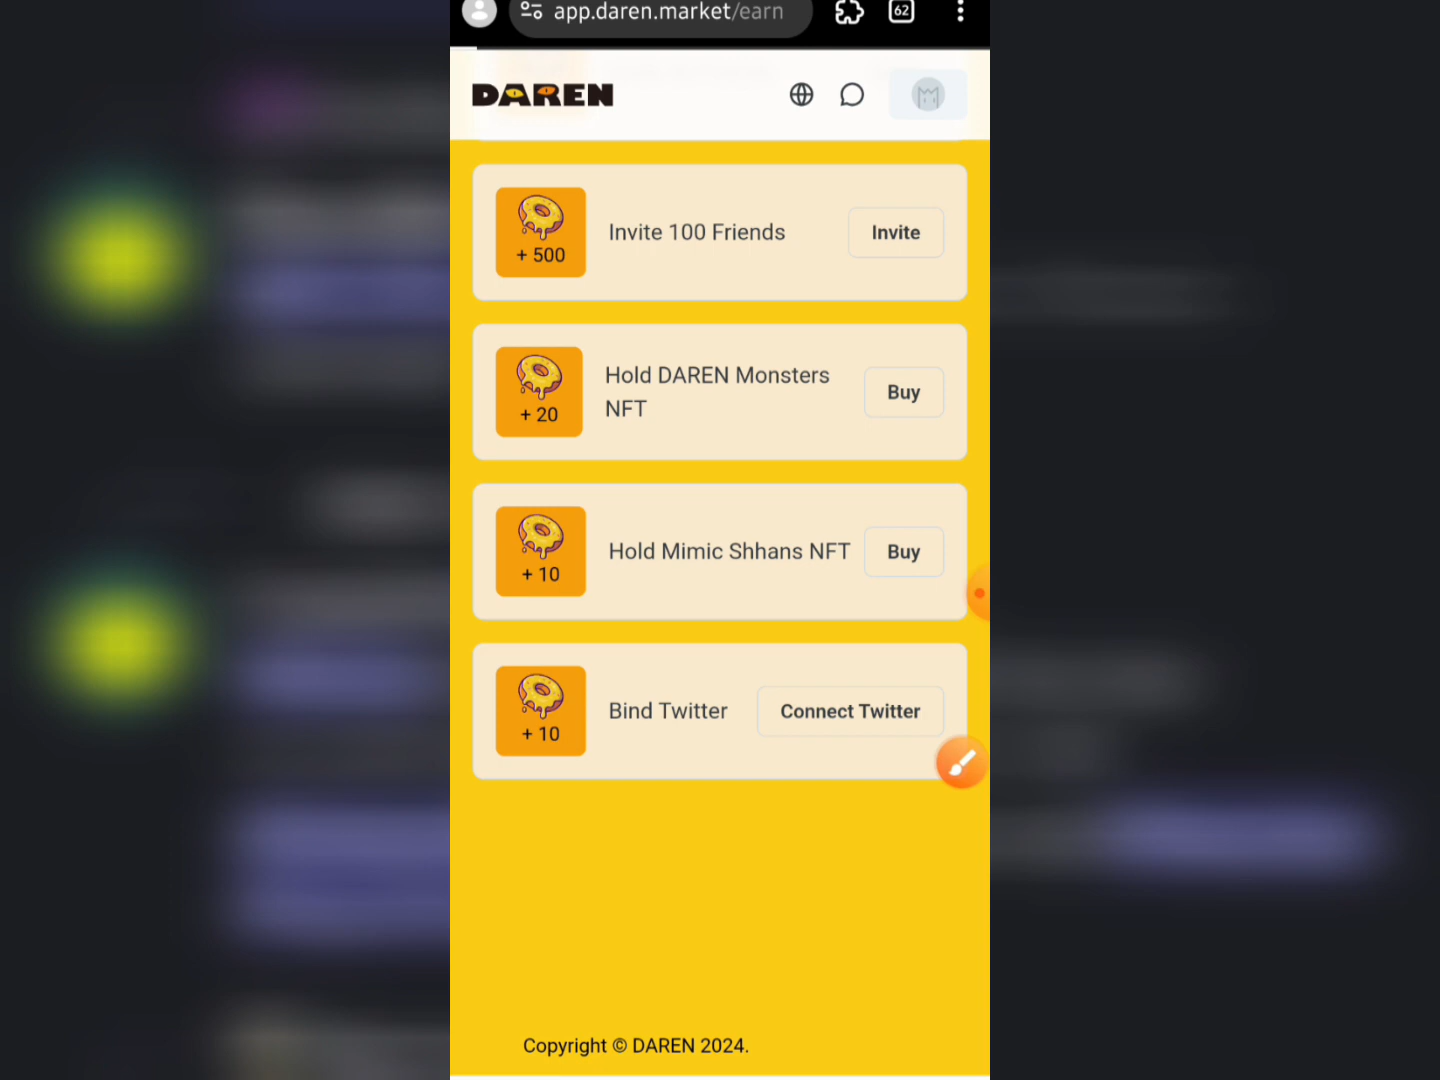 app.daren.market/earn
62
DAREN
+ 500
Invite 100 Friends
Invite
+ 20
Hold DAREN Monsters
NFT
Buy
+ 10
Hold Mimic Shhans NFT
Buy
+ 10
Bind Twitter
Connect Twitter
Copyright © DAREN 2024.